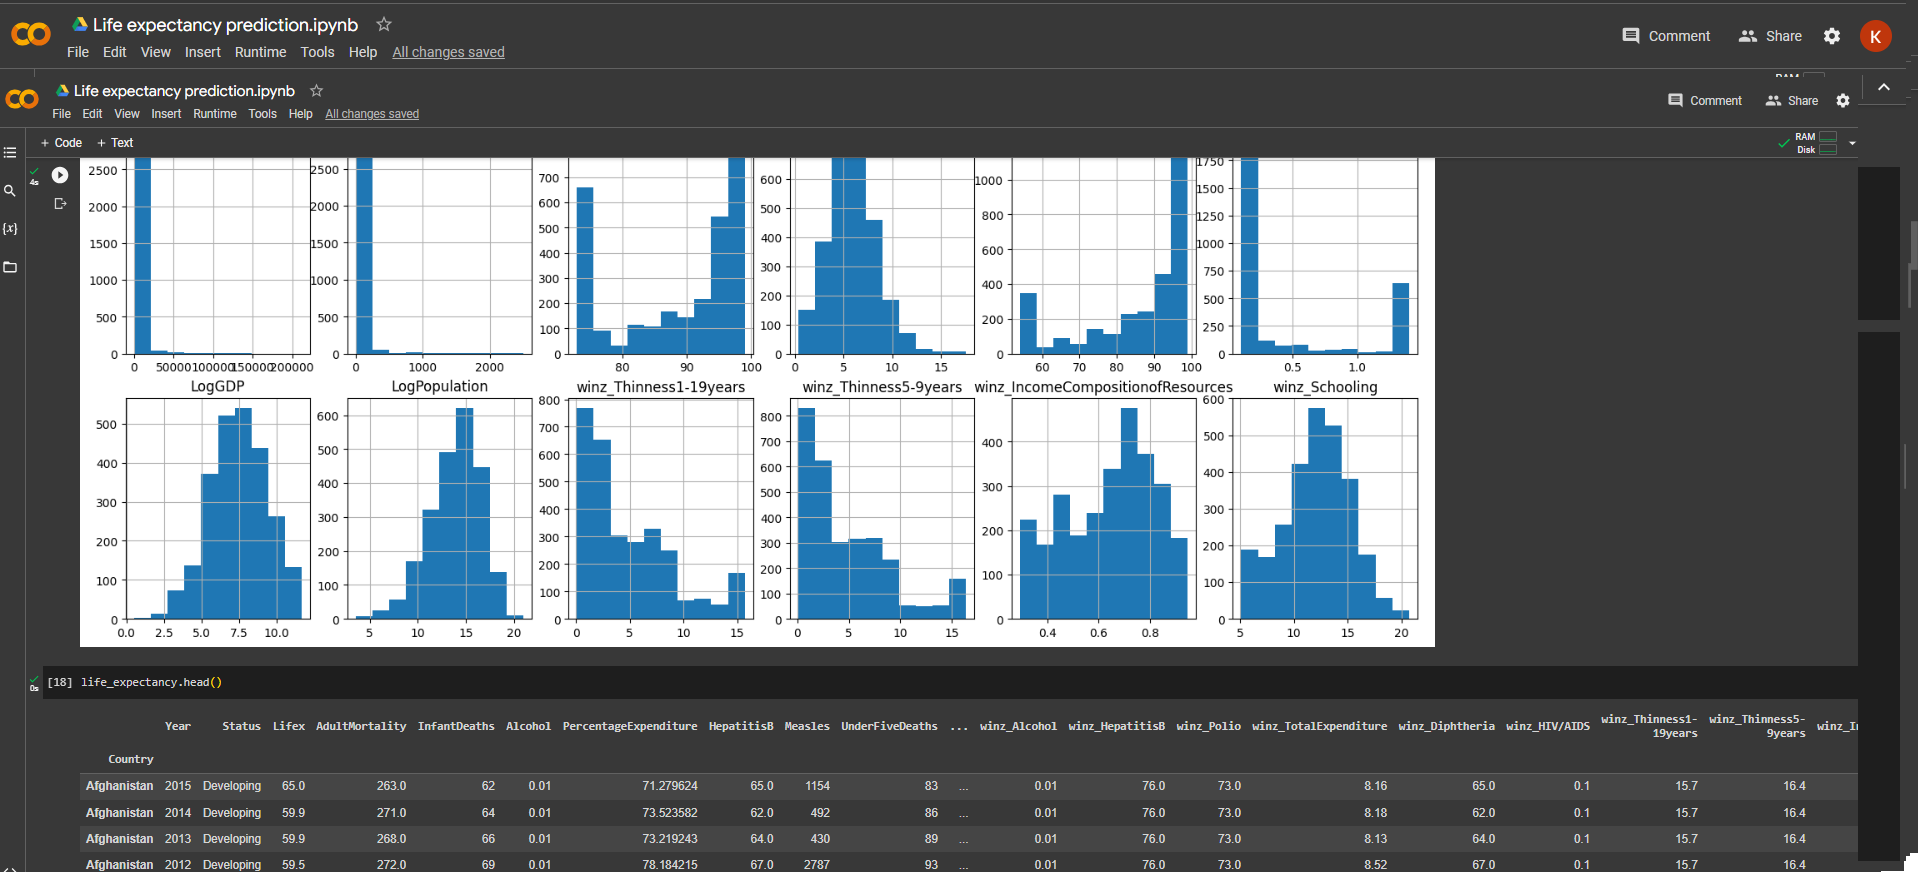 Life expectancy prediction.ipynb
File Edit View Insert Runtime Tools Help All changes saved
Comment Share K
Life expectancy prediction.ipynb
File Edit View Insert Runtime Tools Help All changes saved
Comment Share
+ Code + Text
RAM
Disk
4s
{x}
2500 2000 1500 1000 500 0
0 50000 100000 150000 200000
2500 2000 1500 1000 500 0
0 1000 2000
700 600 500 400 300 200 100 0
80 90 100
600 500 400 300 200 100 0
0 5 10 15
1000 800 600 400 200 0
60 70 80 90 100
1750 1500 1250 1000 750 500 250 0
0.5 1.0
LogGDP
500 400 300 200 100 0
0.0 2.5 5.0 7.5 10.0
LogPopulation
600 500 400 300 200 100 0
5 10 15 20
winz_Thinness1-19years
800 700 600 500 400 300 200 100 0
0 5 10 15
winz_Thinness5-9years
800 700 600 500 400 300 200 100 0
0 5 10 15
winz_IncomeCompositionofResources
400 300 200 100 0
0.4 0.6 0.8
winz_Schooling
600 500 400 300 200 100 0
5 10 15 20
0s
[18] life_expectancy.head()
Year Status Lifex AdultMortality InfantDeaths Alcohol PercentageExpenditure HepatitisB Measles UnderFiveDeaths ... winz_Alcohol winz_HepatitisB winz_Polio winz_TotalExpenditure winz_Diphtheria winz_HIV/AIDS winz_Thinness1-19years winz_Thinness5-9years
Country
Afghanistan 2015 Developing 65.0 263.0 62 0.01 71.279624 65.0 1154 83 ... 0.01 76.0 73.0 8.16 65.0 0.1 15.7 16.4
Afghanistan 2014 Developing 59.9 271.0 64 0.01 73.523582 62.0 492 86 ... 0.01 76.0 73.0 8.18 62.0 0.1 15.7 16.4
Afghanistan 2013 Developing 59.9 268.0 66 0.01 73.219243 64.0 430 89 ... 0.01 76.0 73.0 8.13 64.0 0.1 15.7 16.4
Afghanistan 2012 Developing 59.5 272.0 69 0.01 78.184215 67.0 2787 93 ... 0.01 76.0 73.0 8.52 67.0 0.1 15.7 16.4